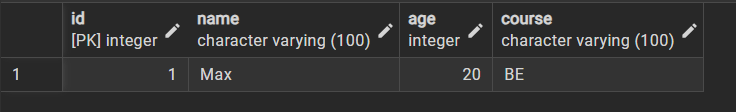 id name age course
[PK] integer character varying (100) integer character varying (100)
1 1 Max 20 BE